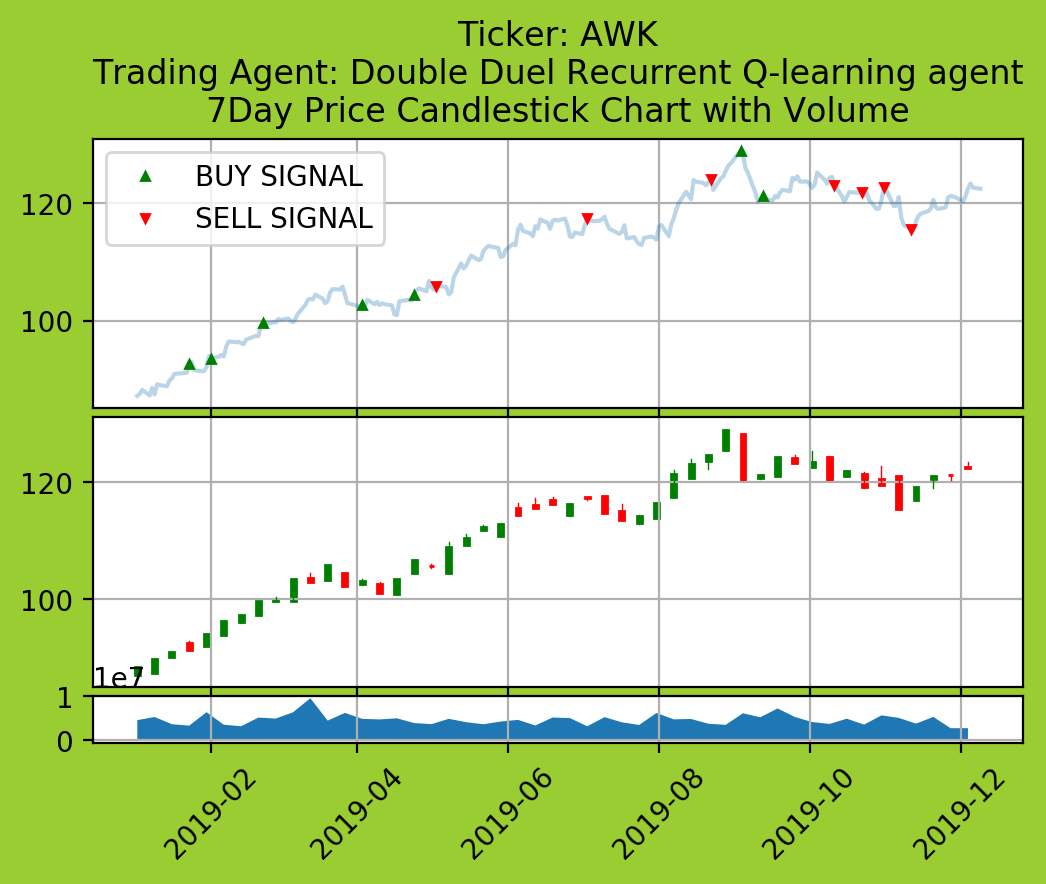 Ticker: AWK
Trading Agent: Double Duel Recurrent Q-learning agent
7Day Price Candlestick Chart with Volume
BUY SIGNAL
SELL SIGNAL
120
100
120
100
1e7
1
0
2019-02
2019-04
2019-06
2019-08
2019-10
2019-12